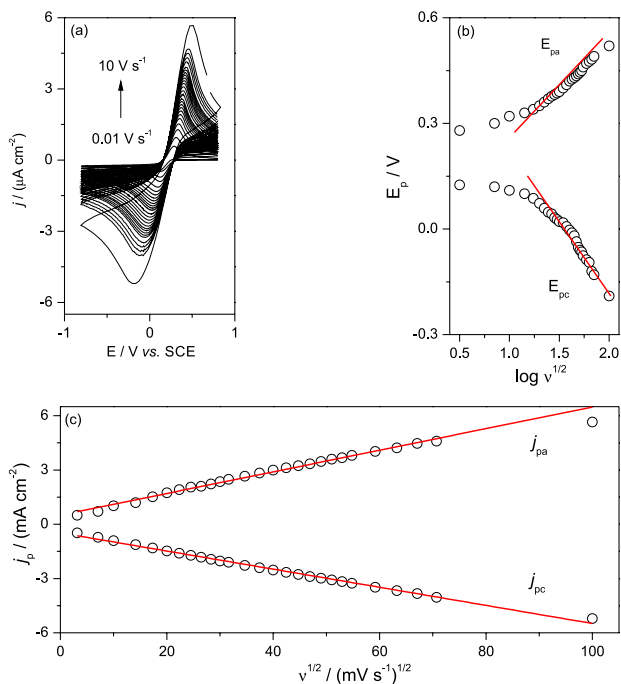 (a)
10 V s⁻¹
0.01 V s⁻¹
j / (μA cm⁻²)
6
3
0
-3
-6
-1
0
1
E / V vs. SCE
(b)
E_pa
E_pc
E_p / V
0.6
0.3
0.0
-0.3
0.5
1.0
1.5
2.0
log ν^1/2
(c)
j_pa
j_pc
j_p / (mA cm⁻²)
6
3
0
-3
-6
0
20
40
60
80
100
ν^1/2 / (mV s⁻¹)^1/2